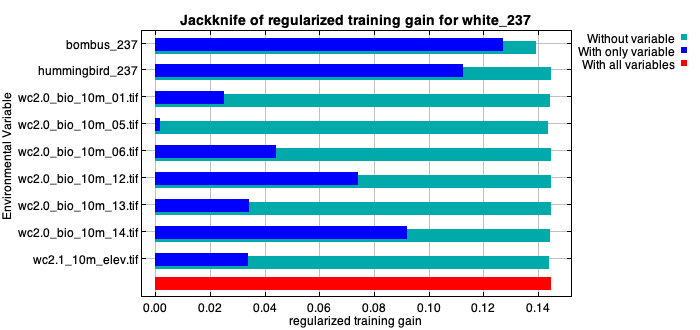 Jackknife of regularized training gain for white_237
Without variable
With only variable
With all variables
Environmental Variable
bombus_237
hummingbird_237
wc2.0_bio_10m_01.tif
wc2.0_bio_10m_05.tif
wc2.0_bio_10m_06.tif
wc2.0_bio_10m_12.tif
wc2.0_bio_10m_13.tif
wc2.0_bio_10m_14.tif
wc2.1_10m_elev.tif
0.00 0.02 0.04 0.06 0.08 0.10 0.12 0.14
regularized training gain